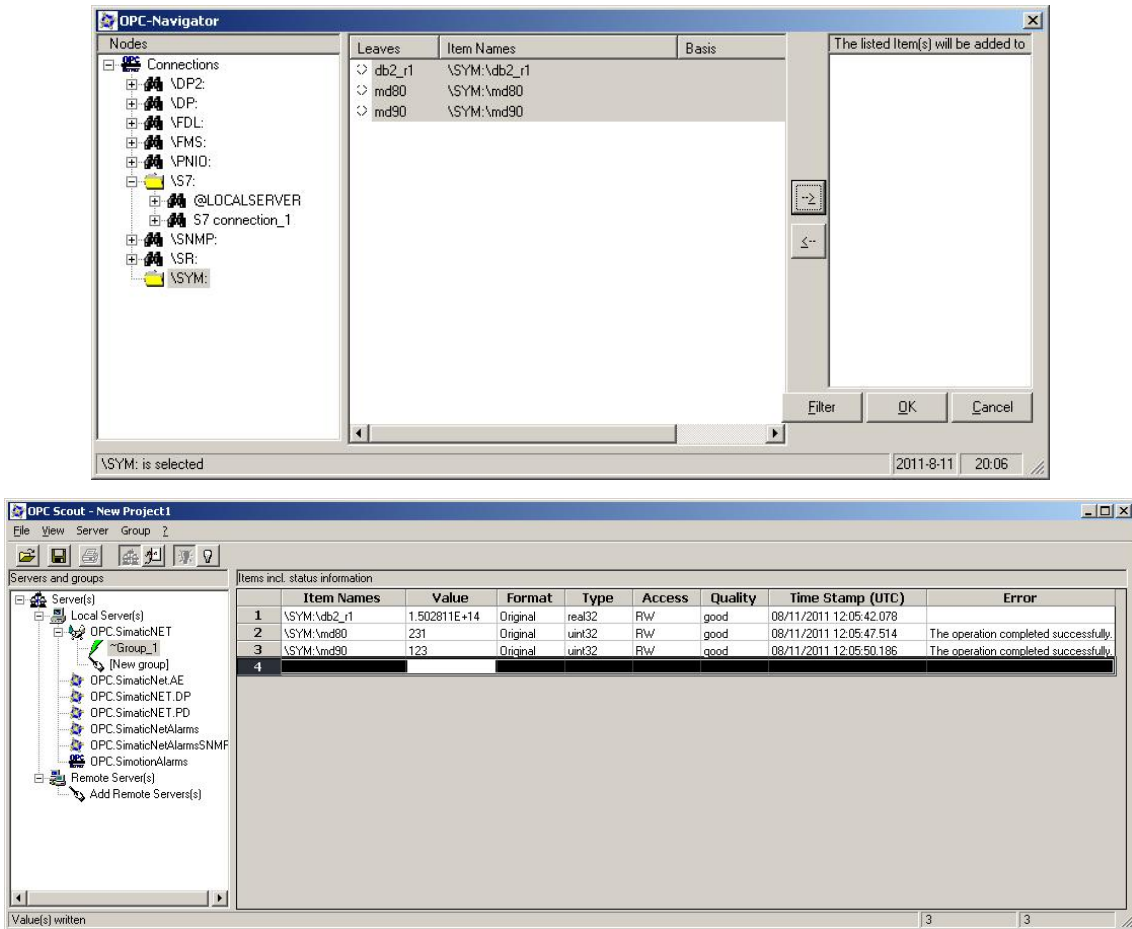 OPC-Navigator
Nodes
Connections
\DP2:
\DP:
\FDL:
\FMS:
\PNIO:
\S7:
@LOCALSERVER
S7 connection_1
\SNMP:
\SR:
\SYM:
Leaves Item Names Basis
db2_r1 \SYM:\db2_r1
md80 \SYM:\md80
md90 \SYM:\md90
-->
<--
The listed Item(s) will be added to
Filter OK Cancel
\SYM: is selected 2011-8-11 20:06
OPC Scout - New Project1
File View Server Group ?
Servers and groups
Server(s)
Local Server(s)
OPC.SimaticNET
~Group_1
[New group]
OPC.SimaticNet.AE
OPC.SimaticNET.DP
OPC.SimaticNET.PD
OPC.SimaticNetAlarms
OPC.SimaticNetAlarmsSNMP
OPC.SimotionAlarms
Remote Server(s)
Add Remote Servers(s)
Items incl. status information
Item Names Value Format Type Access Quality Time Stamp (UTC) Error
1 \SYM:\db2_r1 1.502811E+14 Original real32 RW good 08/11/2011 12:05:42.078
2 \SYM:\md80 231 Original uint32 RW good 08/11/2011 12:05:47.514 The operation completed successfully.
3 \SYM:\md90 123 Original uint32 RW good 08/11/2011 12:05:50.186 The operation completed successfully.
4
Value(s) written 3 3